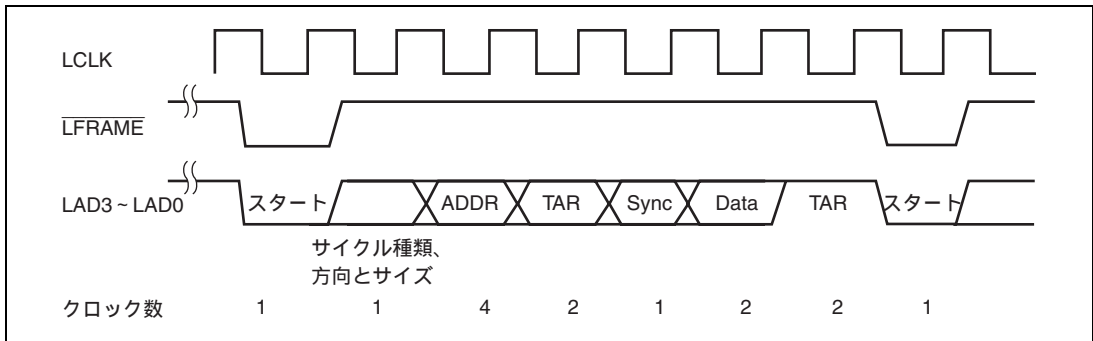 LCLK
LFRAME
LAD3 ~ LAD0 スタート ADDR TAR Sync Data TAR スタート
サイクル種類、
方向とサイズ
クロック数 1 1 4 2 1 2 2 1